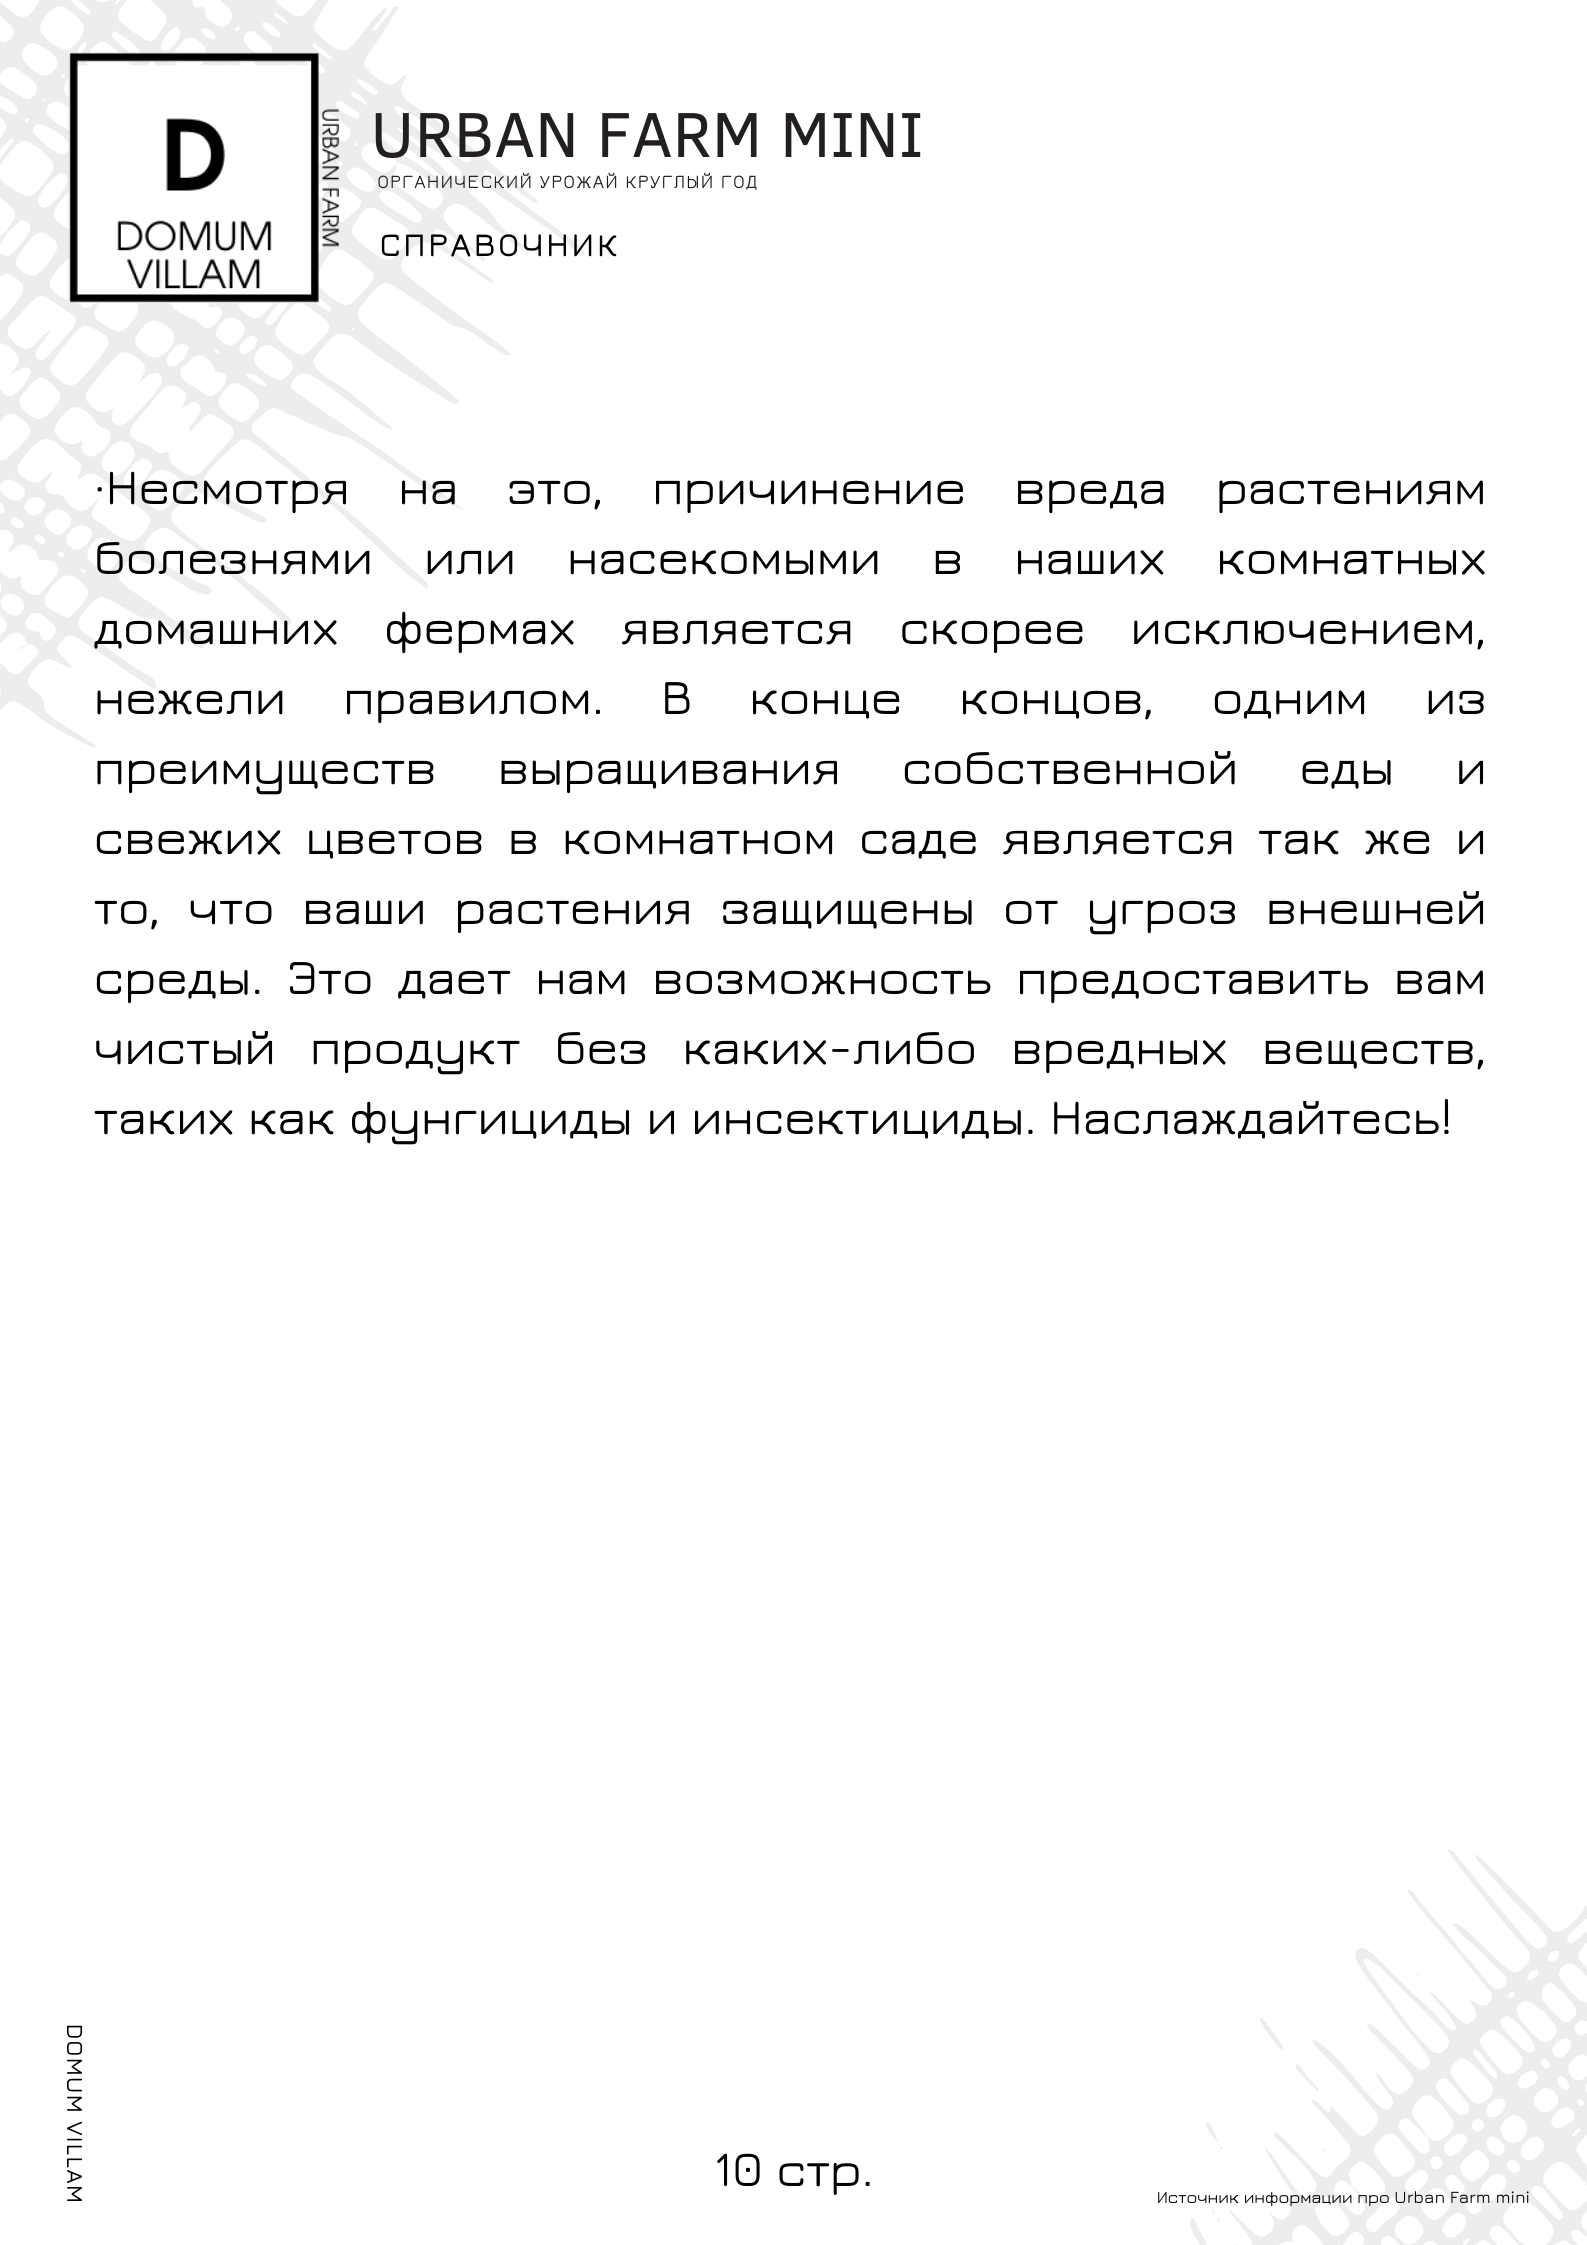 D
DOMUM
VILLAM
URBAN FARM
URBAN FARM MINI
ОРГАНИЧЕСКИЙ УРОЖАЙ КРУГЛЫЙ ГОД
СПРАВОЧНИК
·Несмотря на это, причинение вреда растениям
болезнями или насекомыми в наших комнатных
домашних фермах является скорее исключением,
нежели правилом. В конце концов, одним из
преимуществ выращивания собственной еды и
свежих цветов в комнатном саде является так же и
то, что ваши растения защищены от угроз внешней
среды. Это дает нам возможность предоставить вам
чистый продукт без каких-либо вредных веществ,
таких как фунгициды и инсектициды. Наслаждайтесь!
DOMUM VILLAM
10 стр.
Источник информации про Urban Farm mini